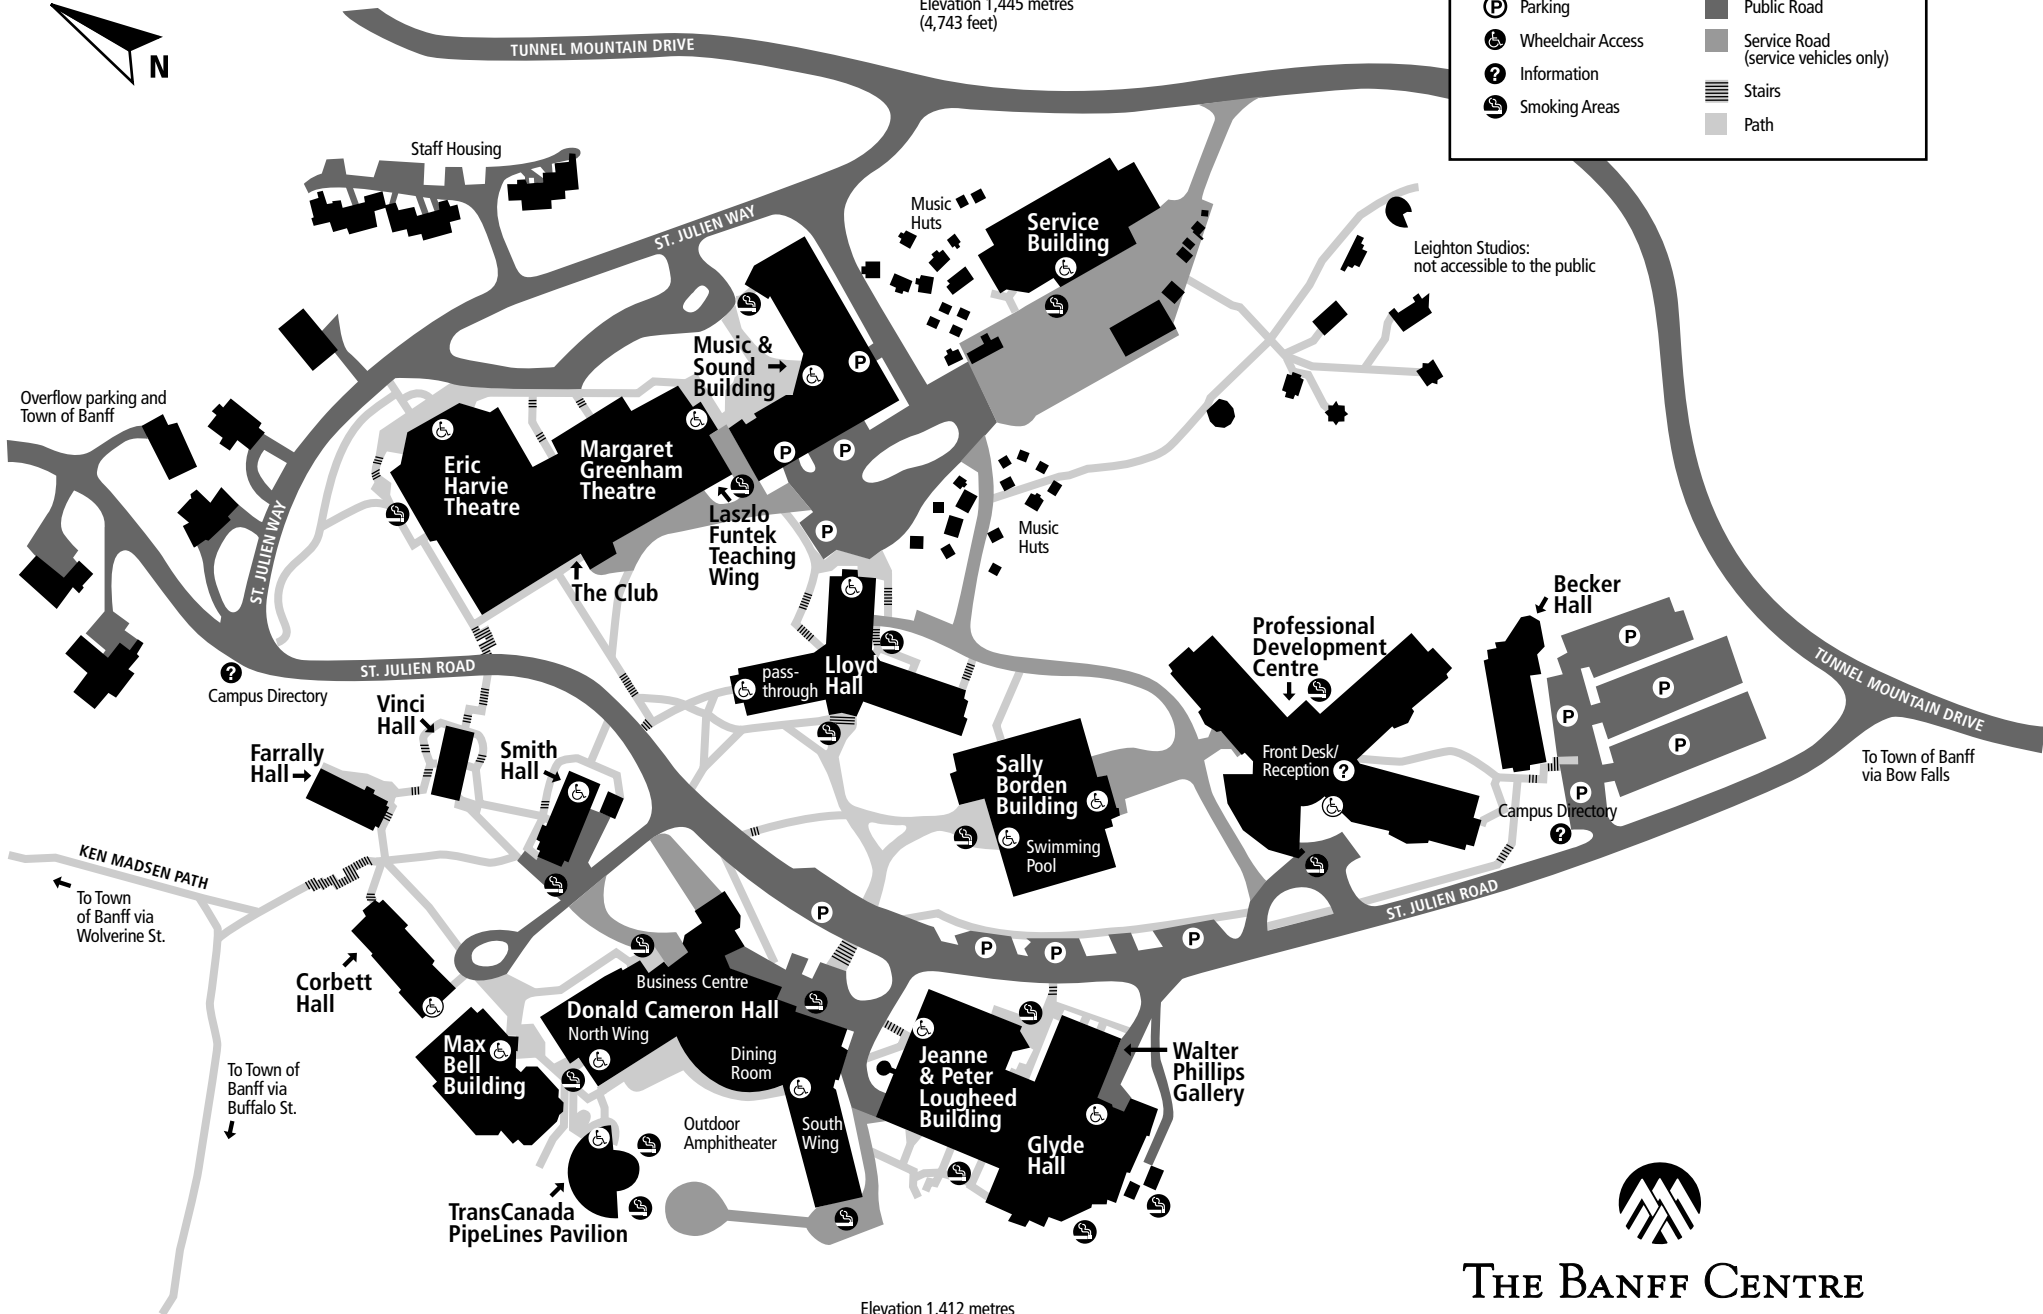 Elevation 1,445 metres
(4,743 feet)
P Parking
Wheelchair Access
? Information
Smoking Areas
Public Road
Service Road
(service vehicles only)
Stairs
Path
N
TUNNEL MOUNTAIN DRIVE
Staff Housing
ST. JULIEN WAY
Music
Huts
Service
Building
Leighton Studios:
not accessible to the public
Music &
Sound
Building
P
Overflow parking and
Town of Banff
Eric
Harvie
Theatre
Margaret
Greenham
Theatre
P
P
Laszlo
Funtek
Teaching
Wing
P
Music
Huts
ST. JULIEN WAY
The Club
Becker
Hall
P
Professional
Development
Centre
P
P
P
TUNNEL MOUNTAIN DRIVE
ST. JULIEN ROAD
?
Campus Directory
pass-
through
Lloyd
Hall
Vinci
Hall
Farrally
Hall
Smith
Hall
Front Desk/
Reception ?
Sally
Borden
Building
Swimming
Pool
P
Campus Directory
?
To Town of Banff
via Bow Falls
KEN MADSEN PATH
To Town
of Banff via
Wolverine St.
ST. JULIEN ROAD
P
P
P
P
Corbett
Hall
Business Centre
Donald Cameron Hall
North Wing
Dining
Room
Max
Bell
Building
Jeanne
& Peter
Lougheed
Building
Walter
Phillips
Gallery
To Town of
Banff via
Buffalo St.
Outdoor
Amphitheater
South
Wing
Glyde
Hall
TransCanada
PipeLines Pavilion
THE BANFF CENTRE
Elevation 1,412 metres